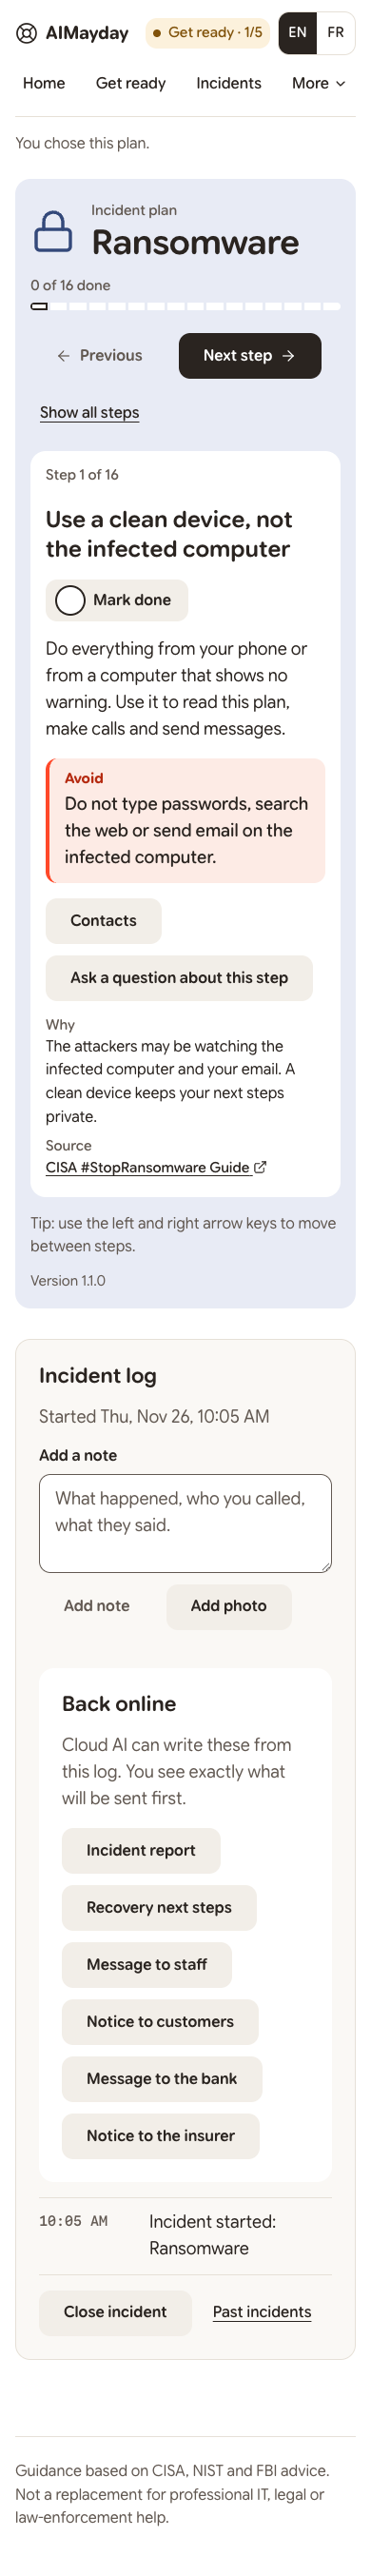 AIMayday
Get ready · 1/5
EN
FR
Home
Get ready
Incidents
More
You chose this plan.
Incident plan
Ransomware
0 of 16 done
Previous
Next step
Show all steps
Step 1 of 16
Use a clean device, not
the infected computer
Mark done
Do everything from your phone or
from a computer that shows no
warning. Use it to read this plan,
make calls and send messages.
Avoid
Do not type passwords, search
the web or send email on the
infected computer.
Contacts
Ask a question about this step
Why
The attackers may be watching the
infected computer and your email. A
clean device keeps your next steps
private.
Source
CISA #StopRansomware Guide
Tip: use the left and right arrow keys to move
between steps.
Version 1.1.0
Incident log
Started Thu, Nov 26, 10:05 AM
Add a note
What happened, who you called,
what they said.
Add note
Add photo
Back online
Cloud AI can write these from
this log. You see exactly what
will be sent first.
Incident report
Recovery next steps
Message to staff
Notice to customers
Message to the bank
Notice to the insurer
10:05 AM
Incident started:
Ransomware
Close incident
Past incidents
Guidance based on CISA, NIST and FBI advice.
Not a replacement for professional IT, legal or
law-enforcement help.